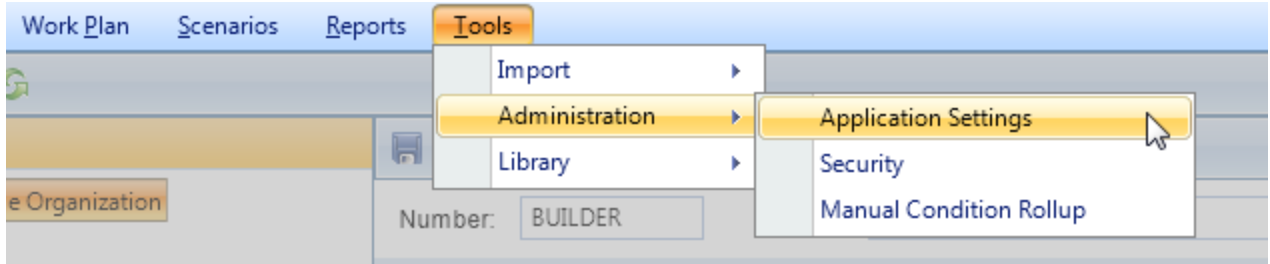 Work Plan Scenarios Reports Tools
Import
Administration
Application Settings
Library
Security
e Organization
Manual Condition Rollup
Number: BUILDER